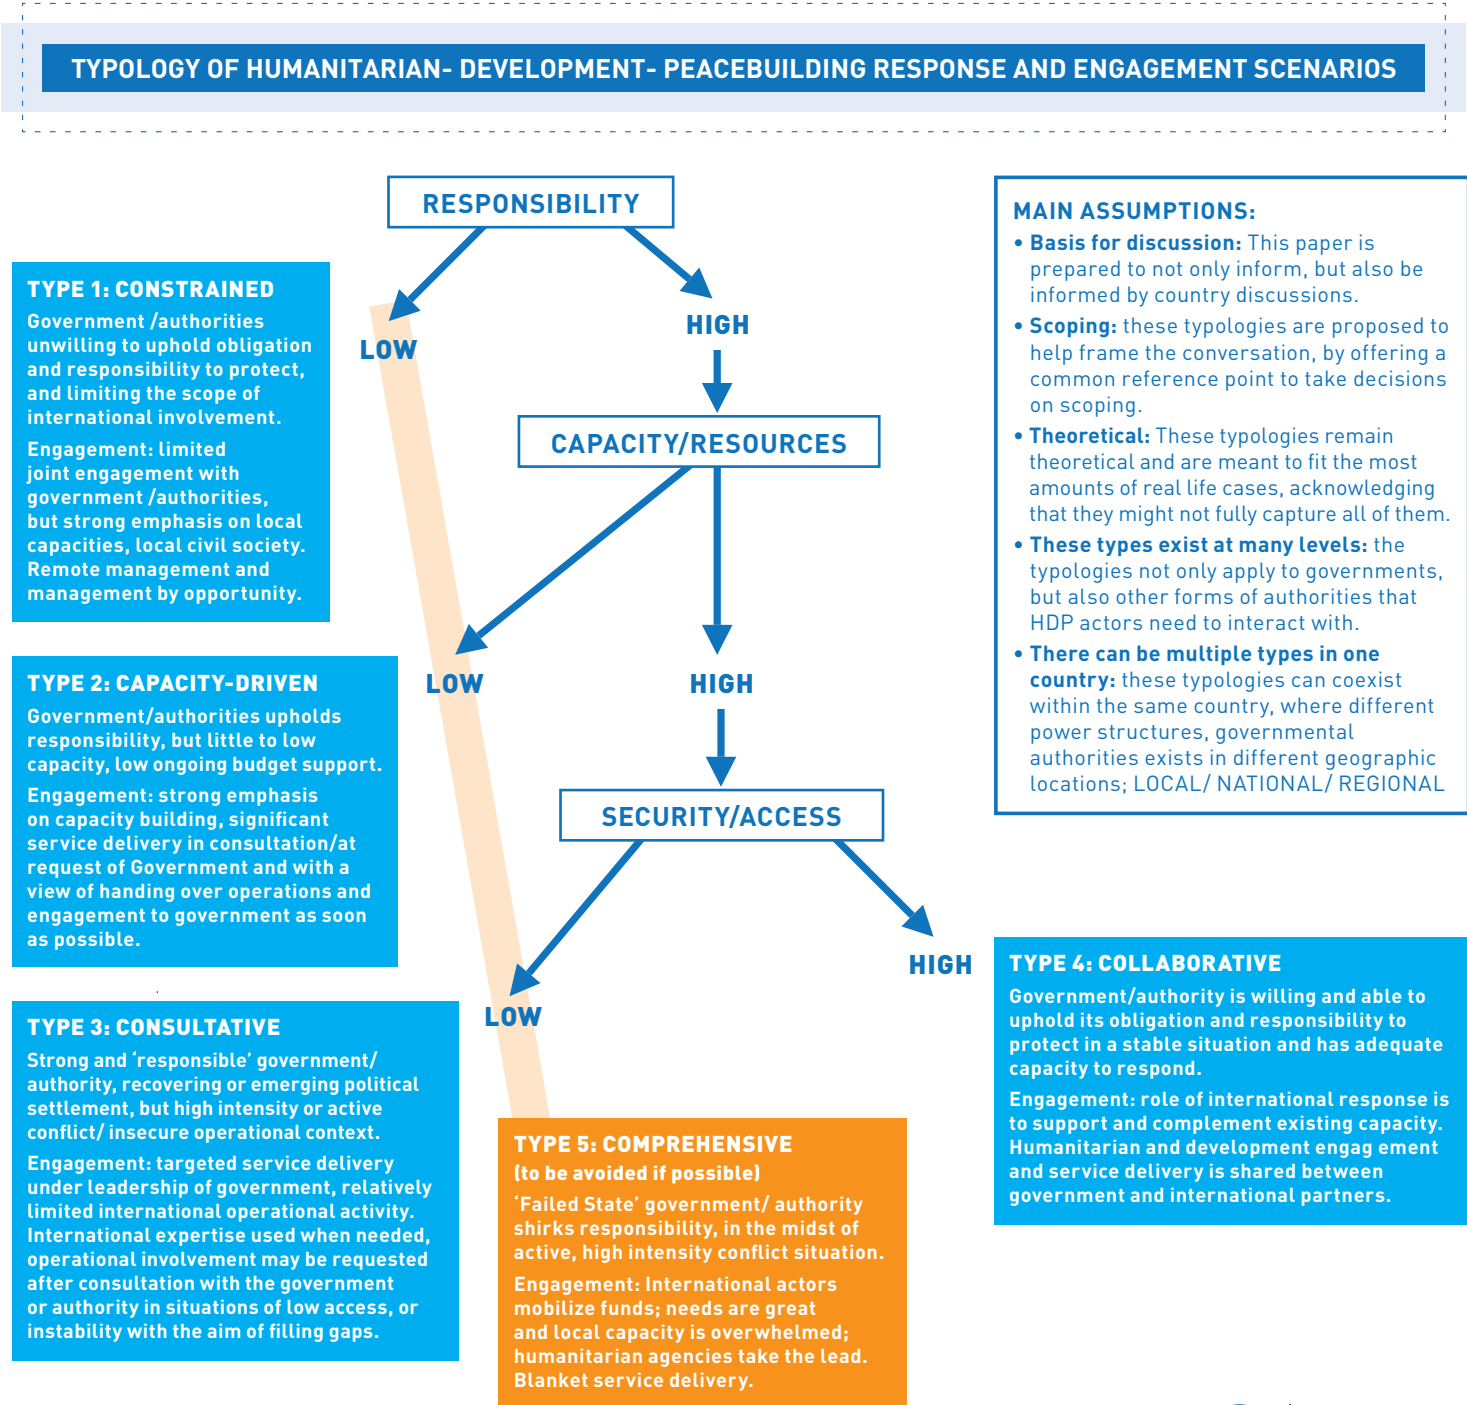 TYPOLOGY OF HUMANITARIAN- DEVELOPMENT- PEACEBUILDING RESPONSE AND ENGAGEMENT SCENARIOS
RESPONSIBILITY
LOW
HIGH
CAPACITY/RESOURCES
LOW
HIGH
SECURITY/ACCESS
LOW
HIGH
TYPE 1: CONSTRAINED
Government /authorities
unwilling to uphold obligation
and responsibility to protect,
and limiting the scope of
international involvement.
Engagement: limited
joint engagement with
government /authorities,
but strong emphasis on local
capacities, local civil society.
Remote management and
management by opportunity.
TYPE 2: CAPACITY-DRIVEN
Government/authorities upholds
responsibility, but little to low
capacity, low ongoing budget support.
Engagement: strong emphasis
on capacity building, significant
service delivery in consultation/at
request of Government and with a
view of handing over operations and
engagement to government as soon
as possible.
TYPE 3: CONSULTATIVE
Strong and ‘responsible’ government/
authority, recovering or emerging political
settlement, but high intensity or active
conflict/ insecure operational context.
Engagement: targeted service delivery
under leadership of government, relatively
limited international operational activity.
International expertise used when needed,
operational involvement may be requested
after consultation with the government
or authority in situations of low access, or
instability with the aim of filling gaps.
TYPE 5: COMPREHENSIVE
(to be avoided if possible)
‘Failed State’ government/ authority
shirks responsibility, in the midst of
active, high intensity conflict situation.
Engagement: International actors
mobilize funds; needs are great
and local capacity is overwhelmed;
humanitarian agencies take the lead.
Blanket service delivery.
MAIN ASSUMPTIONS:
• Basis for discussion: This paper is
prepared to not only inform, but also be
informed by country discussions.
• Scoping: these typologies are proposed to
help frame the conversation, by offering a
common reference point to take decisions
on scoping.
• Theoretical: These typologies remain
theoretical and are meant to fit the most
amounts of real life cases, acknowledging
that they might not fully capture all of them.
• These types exist at many levels: the
typologies not only apply to governments,
but also other forms of authorities that
HDP actors need to interact with.
• There can be multiple types in one
country: these typologies can coexist
within the same country, where different
power structures, governmental
authorities exists in different geographic
locations; LOCAL/ NATIONAL/ REGIONAL
TYPE 4: COLLABORATIVE
Government/authority is willing and able to
uphold its obligation and responsibility to
protect in a stable situation and has adequate
capacity to respond.
Engagement: role of international response is
to support and complement existing capacity.
Humanitarian and development engag ement
and service delivery is shared between
government and international partners.